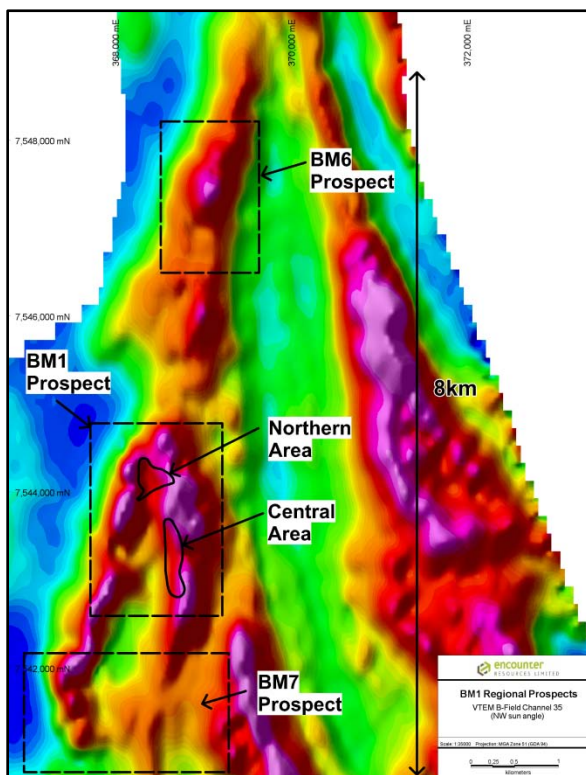 368,000 mE
370,000 mE
372,000 mE
7,548,000 mN
BM6
Prospect
7,546,000 mN
BM1
Prospect
8km
Northern
Area
7,544,000 mN
Central
Area
7,542,000 mN
BM7
Prospect
encounter
RESOURCES LIMITED
BM1 Regional Prospects
VTEM B-Field Channel 35
(NW sun angle)
Projection: MGA Zone 51 (GDA 94)
0 0.25 0.5 1
kilometers